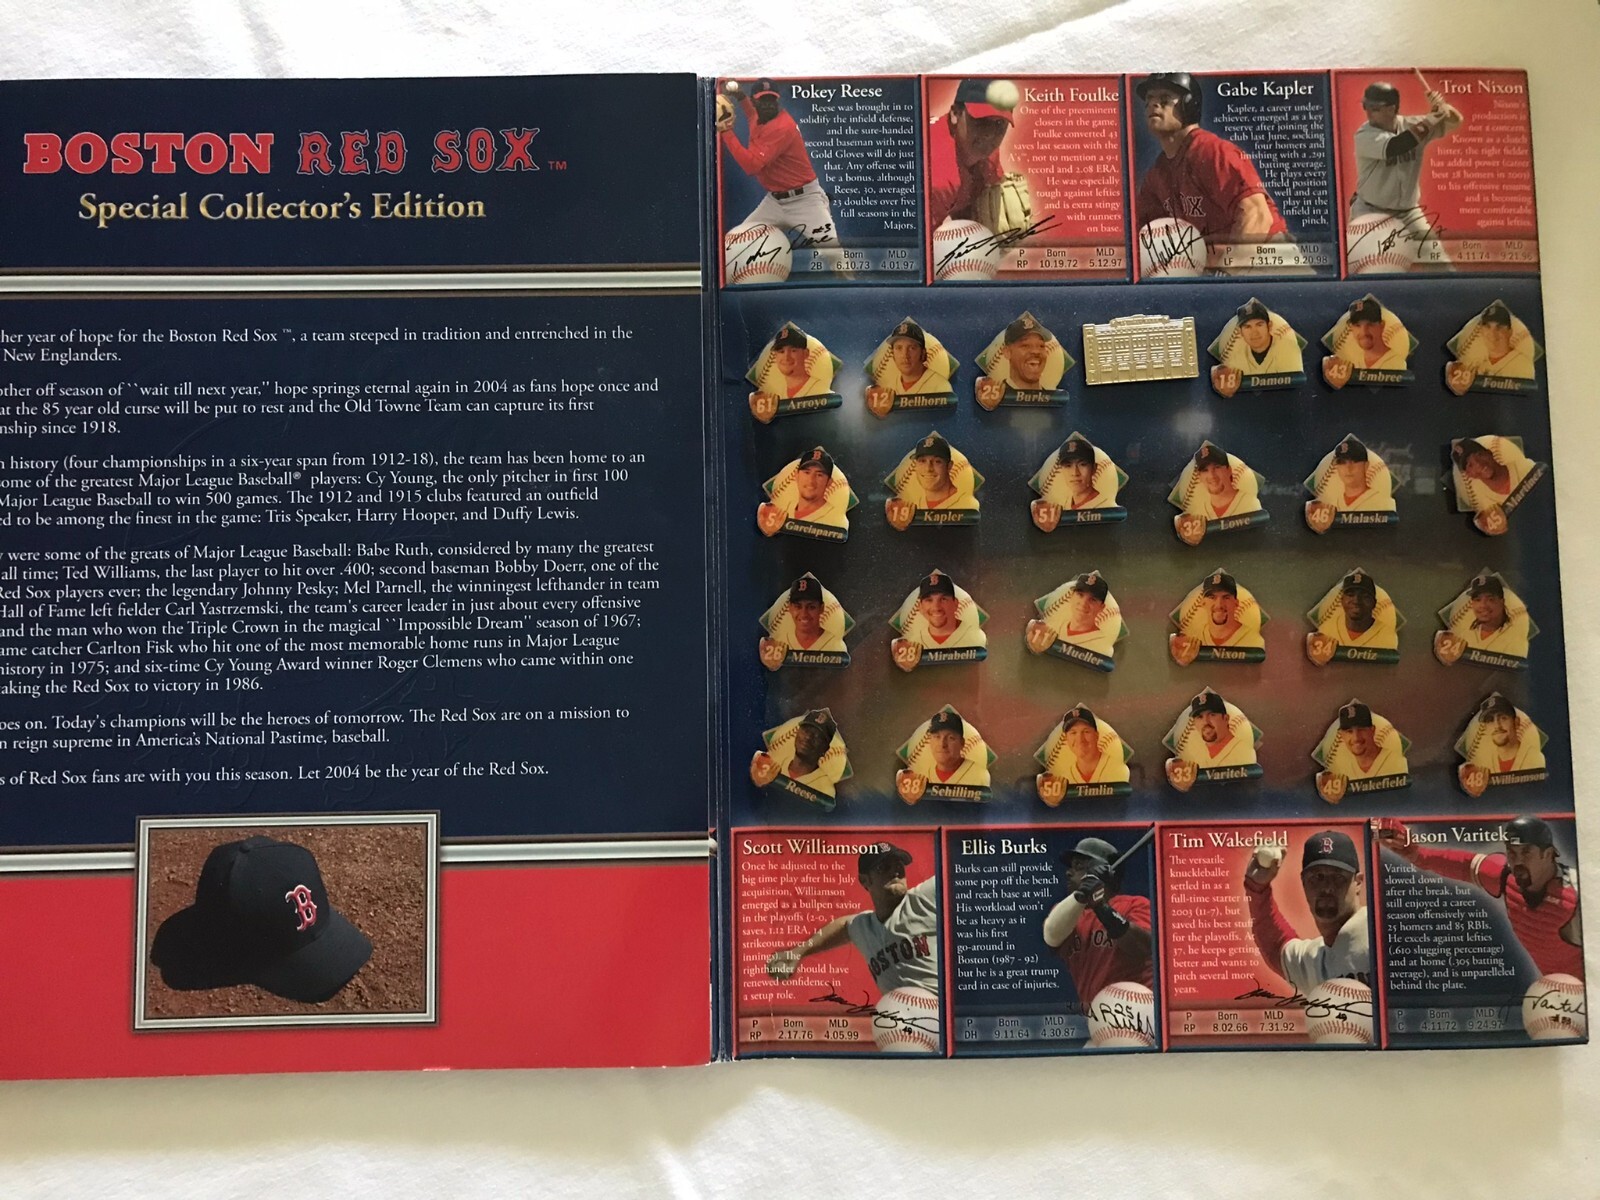 BOSTON RED SOX ™
Special Collector's Edition
her year of hope for the Boston Red Sox ™, a team steeped in tradition and entrenched in the
New Englanders.
other off season of ``wait till next year,'' hope springs eternal again in 2004 as fans hope once and
at the 85 year old curse will be put to rest and the Old Towne Team can capture its first
nship since 1918.
n history (four championships in a six-year span from 1912-18), the team has been home to an
some of the greatest Major League Baseball® players: Cy Young, the only pitcher in first 100
Major League Baseball to win 500 games. The 1912 and 1915 clubs featured an outfield
ed to be among the finest in the game: Tris Speaker, Harry Hooper, and Duffy Lewis.
y were some of the greats of Major League Baseball: Babe Ruth, considered by many the greatest
all time; Ted Williams, the last player to hit over .400; second baseman Bobby Doerr, one of the
Red Sox players ever; the legendary Johnny Pesky; Mel Parnell, the winningest lefthander in team
Hall of Fame left fielder Carl Yastrzemski, the team's career leader in just about every offensive
and the man who won the Triple Crown in the magical ``Impossible Dream'' season of 1967;
ame catcher Carlton Fisk who hit one of the most memorable home runs in Major League
history in 1975; and six-time Cy Young Award winner Roger Clemens who came within one
aking the Red Sox to victory in 1986.
oes on. Today's champions will be the heroes of tomorrow. The Red Sox are on a mission to
n reign supreme in America's National Pastime, baseball.
s of Red Sox fans are with you this season. Let 2004 be the year of the Red Sox.
B
Pokey Reese
Reese was brought in to
solidify the infield defense,
and the sure-handed
second baseman with two
Gold Gloves will do just
that. Any offense will
be a bonus, although
Reese, 30, averaged
23 doubles over five
full seasons in the
Majors.
P Born MLD
2B 6.10.73 4.01.97
Keith Foulke
One of the preeminent
closers in the game,
Foulke converted 43
saves last season with the
A's™, not to mention a 9-1
record and 2.08 ERA.
He was especially
tough against lefties
and is extra stingy
with runners
on base.
P Born MLD
RP 10.19.72 5.12.97
Gabe Kapler
Kapler, a career under-
achiever, emerged as a key
reserve after joining the
club last June, socking
four homers and
finishing with a .291
batting average.
He plays every
outfield position
well and can
play in the
infield in a
pinch.
P Born MLD
LF 7.31.75 9.20.98
Trot Nixon
Nixon's
production is
not a concern.
Known as a clutch
hitter, the right fielder
has added power (career
best 28 homers in 2003)
to his offensive resume
and is becoming
more comfortable
against lefties.
P Born MLD
RF 4.11.74 9.21.96
61 Arroyo
12 Bellhorn
25 Burks
18 Damon
43 Embree
29 Foulke
5 Garciaparra
19 Kapler
51 Kim
32 Lowe
46 Malaska
45 Martinez
26 Mendoza
28 Mirabelli
11 Mueller
7 Nixon
34 Ortiz
24 Ramirez
3 Reese
38 Schilling
50 Timlin
33 Varitek
49 Wakefield
48 Williamson
Scott Williamson
Once he adjusted to the
big time play after his July
acquisition, Williamson
emerged as a bullpen savior
in the playoffs (2-0, 3
saves, 1.12 ERA, 14
strikeouts over 8
innings). The
righthander should have
renewed confidence in
a setup role.
BOSTON
P Born MLD
RP 2.17.76 4.05.99
Ellis Burks
Burks can still provide
some pop off the bench
and reach base at will.
His workload won't
be as heavy as it
was his first
go-around in
Boston (1987 - 92)
but he is a great trump
card in case of injuries.
P Born MLD
DH 9.11.64 4.30.87
Tim Wakefield
The versatile
knuckleballer
settled in as a
full-time starter in
2003 (11-7), but
saved his best stuff
for the playoffs. At
37, he keeps getting
better and wants to
pitch several more
years.
P Born MLD
RP 8.02.66 7.31.92
Jason Varitek
Varitek
slowed down
after the break, but
still enjoyed a career
season offensively with
25 homers and 85 RBIs.
He excels against lefties
(.610 slugging percentage)
and at home (.305 batting
average), and is unparelleled
behind the plate.
P Born MLD
C 4.11.72 9.24.97